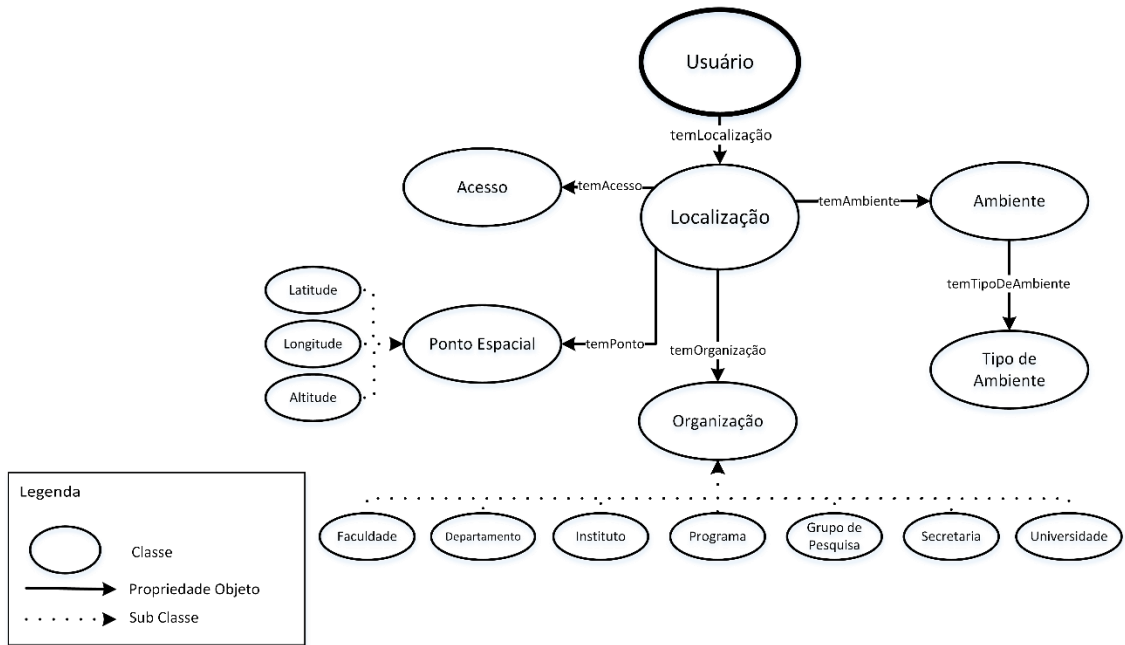 Usuário
temLocalização
Acesso
temAcesso
Localização
temAmbiente
Ambiente
temTipoDeAmbiente
Tipo de
Ambiente
Latitude
Longitude
Altitude
Ponto Espacial
temPonto
temOrganização
Organização
Faculdade
Departamento
Instituto
Programa
Grupo de
Pesquisa
Secretaria
Universidade
Legenda
Classe
Propriedade Objeto
Sub Classe